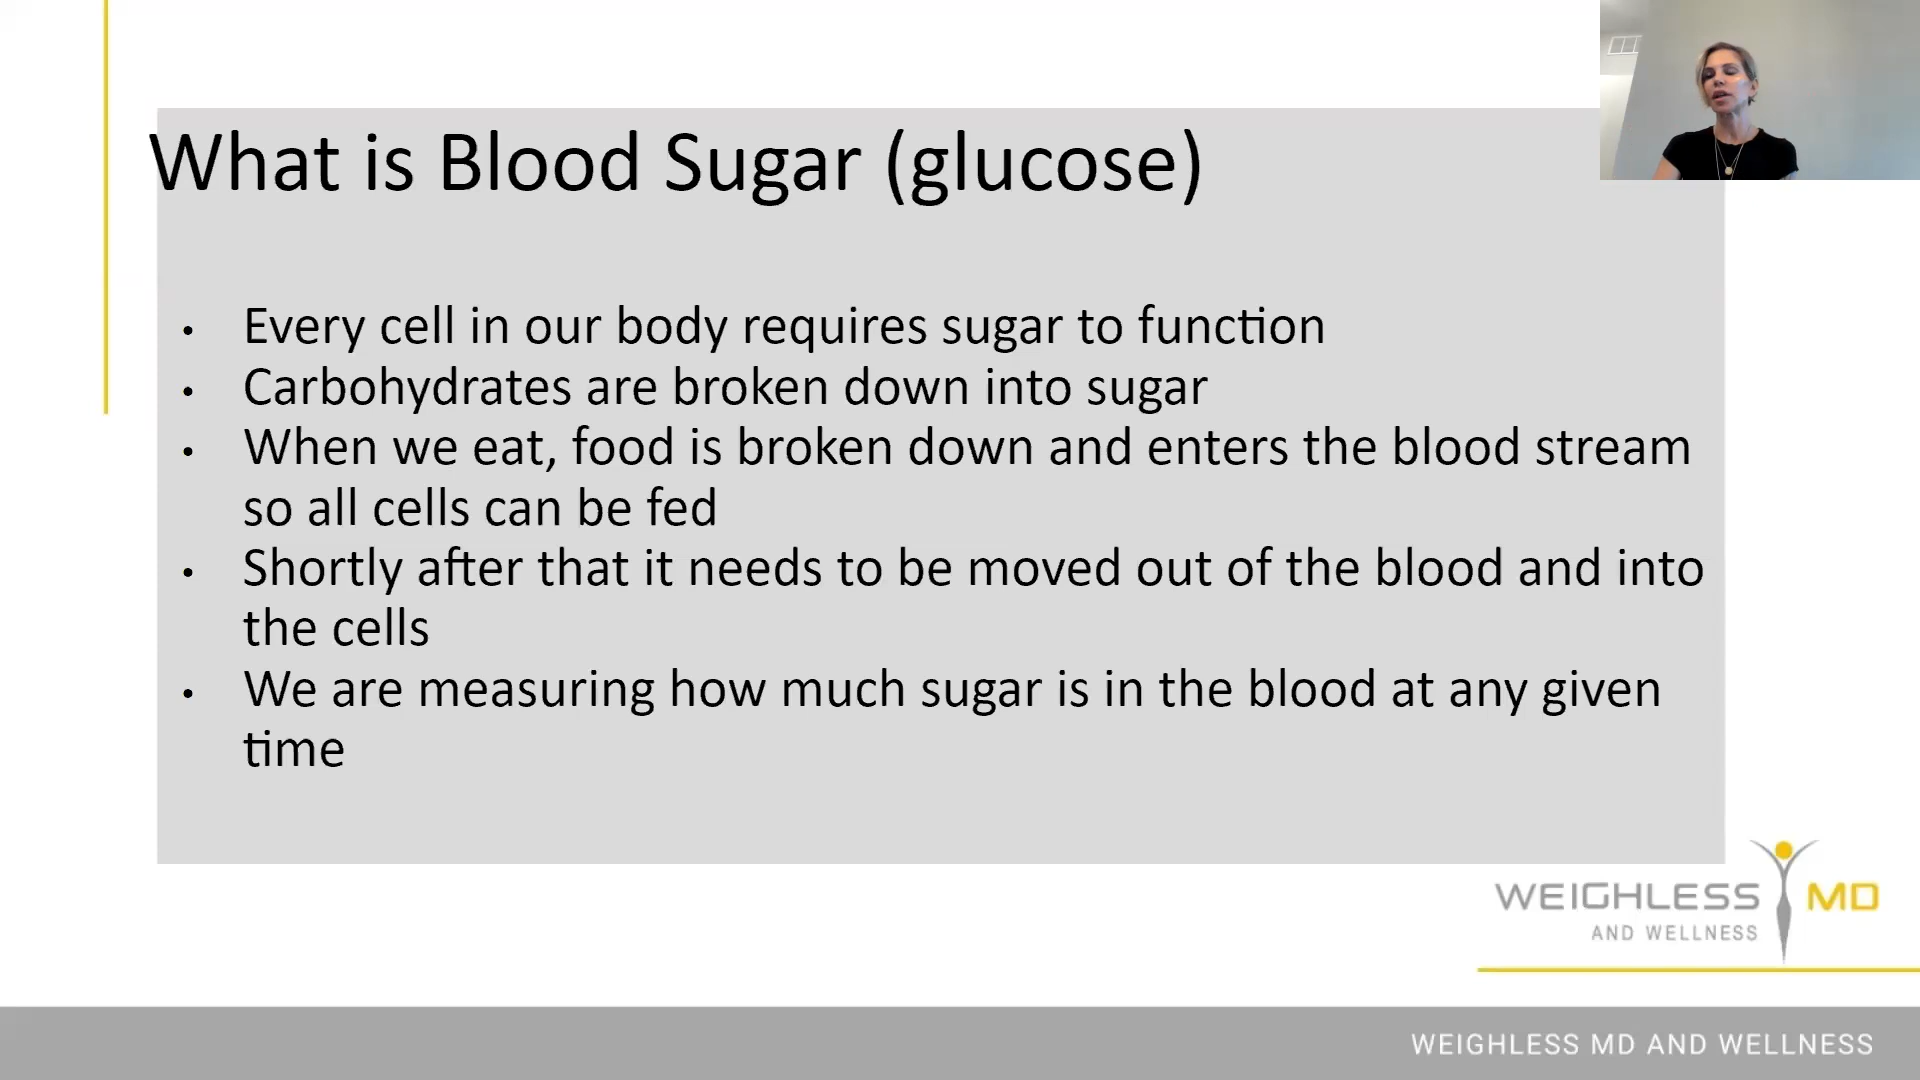 What is Blood Sugar (glucose)
• Every cell in our body requires sugar to function
• Carbohydrates are broken down into sugar
• When we eat, food is broken down and enters the blood stream
so all cells can be fed
• Shortly after that it needs to be moved out of the blood and into
the cells
• We are measuring how much sugar is in the blood at any given
time
WEIGHLESS MD
AND WELLNESS
WEIGHLESS MD AND WELLNESS